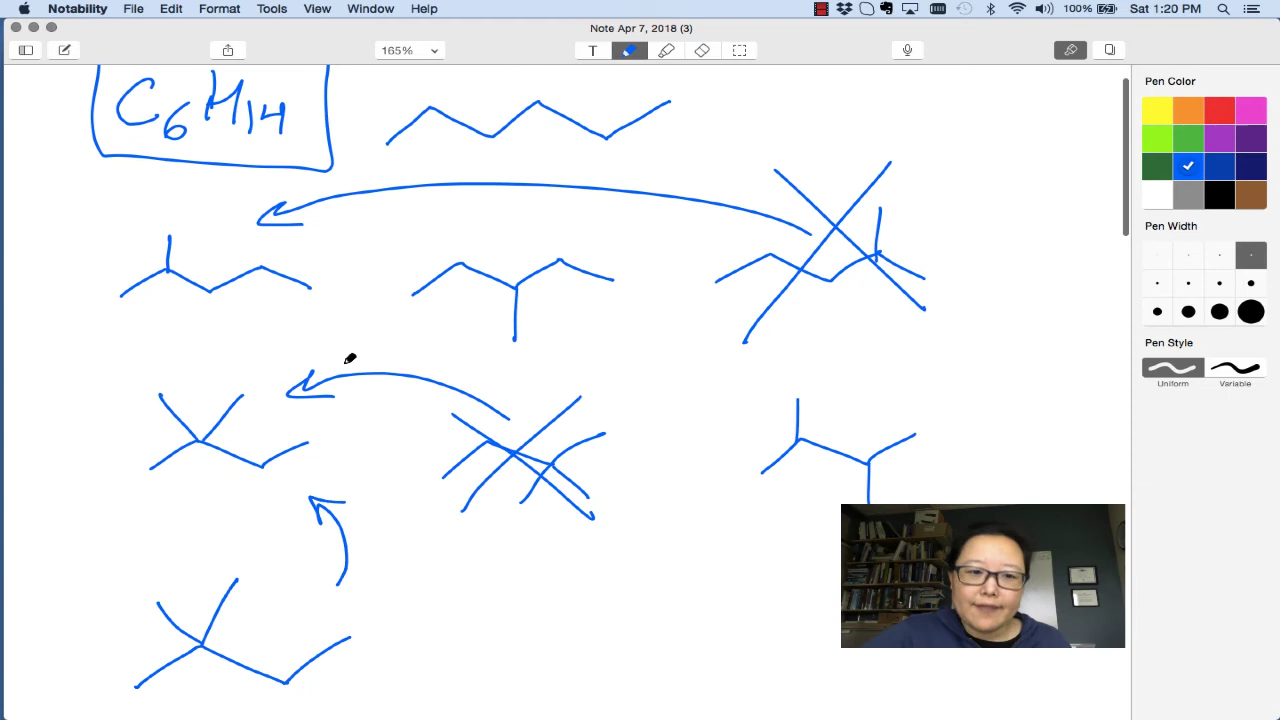 Notability File Edit Format Tools View Window Help 100% Sat 1:20 PM
Note Apr 7, 2018 (3)
165% T
C6H14
Pen Color
Pen Width
Pen Style
Uniform Variable